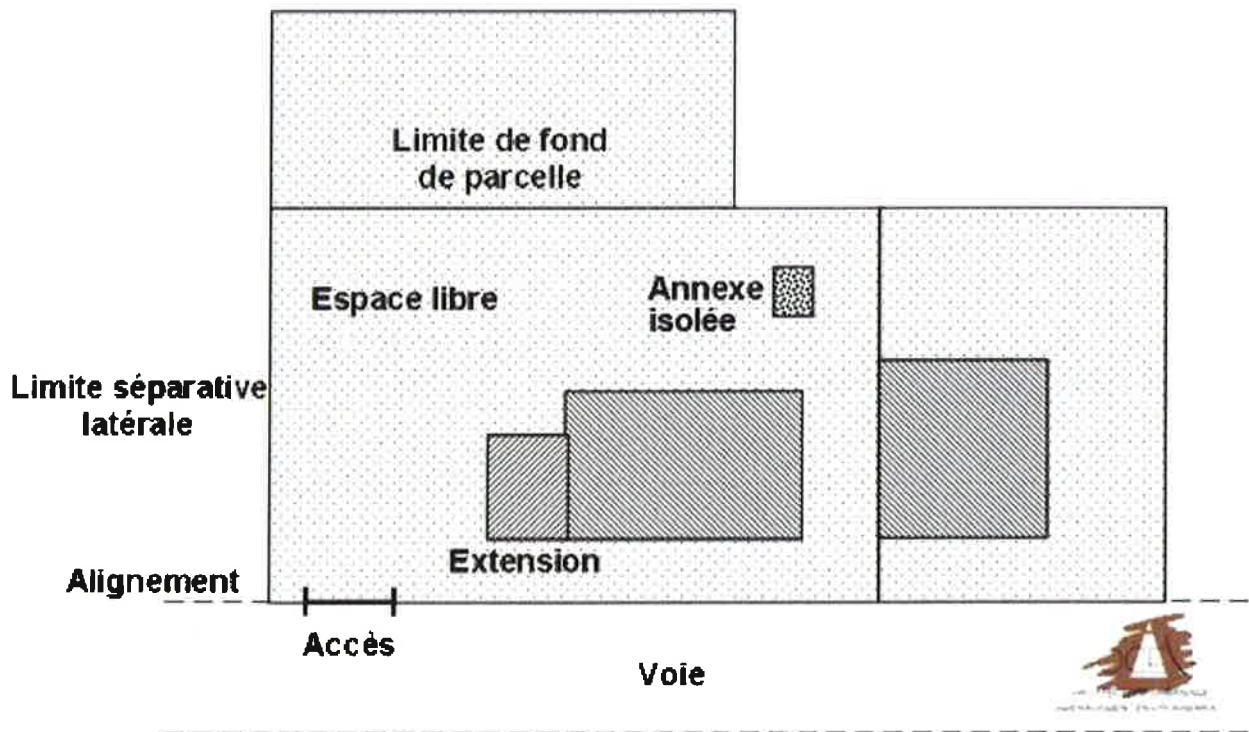 Limite de fond
de parcelle
Espace libre
Annexe
isolée
Limite séparative
latérale
Extension
Alignement
Accès
Voie